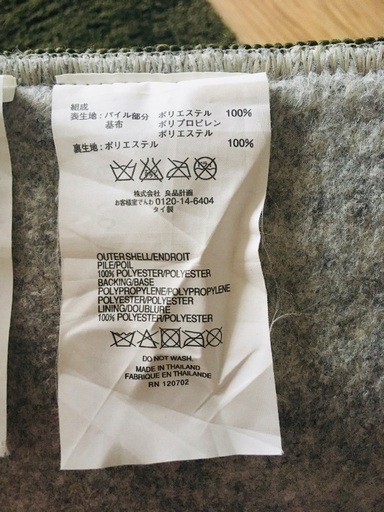 組成
表生地:パイル部分 ポリエステル 100%
基布 ポリプロピレン
ポリエステル
裏生地:ポリエステル 100%
株式会社 良品計画
お客様室でんわ 0120-14-6404
タイ製
OUTERSHELL/ENDROIT
PILE/POIL
100% POLYESTER/POLYESTER
BACKING/BASE
POLYPROPYLENE/POLYPROPYLENE
POLYESTER/POLYESTER
LINING/DOUBLURE
100% POLYESTER/POLYESTER
DO NOT WASH.
MADE IN THAILAND
FABRIQUE EN THAILANDE
RN 120702